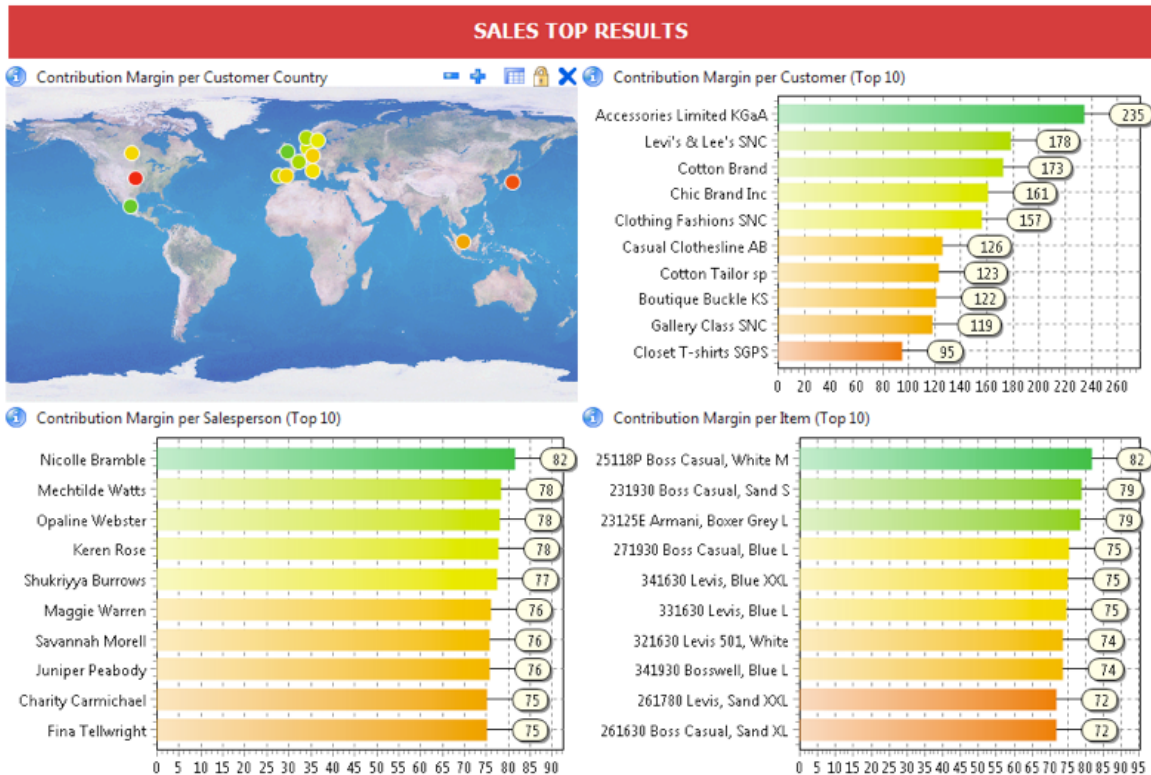 SALES TOP RESULTS
Contribution Margin per Customer Country
Contribution Margin per Customer (Top 10)
Accessories Limited KGaA 235
Levi's & Lee's SNC 178
Cotton Brand 173
Chic Brand Inc 161
Clothing Fashions SNC 157
Casual Clothesline AB 126
Cotton Tailor sp 123
Boutique Buckle KS 122
Gallery Class SNC 119
Closet T-shirts SGPS 95
0 20 40 60 80 100 120 140 160 180 200 220 240 260
Contribution Margin per Salesperson (Top 10)
Nicolle Bramble 82
Mechtilde Watts 78
Opaline Webster 78
Keren Rose 78
Shukriyya Burrows 77
Maggie Warren 76
Savannah Morell 76
Juniper Peabody 76
Charity Carmichael 75
Fina Tellwright 75
0 5 10 15 20 25 30 35 40 45 50 55 60 65 70 75 80 85 90
Contribution Margin per Item (Top 10)
25118P Boss Casual, White M 82
231930 Boss Casual, Sand S 79
23125E Armani, Boxer Grey L 79
271930 Boss Casual, Blue L 75
341630 Levis, Blue XXL 75
331630 Levis, Blue L 75
321630 Levis 501, White 74
341930 Bosswell, Blue L 74
261780 Levis, Sand XXL 72
261630 Boss Casual, Sand XL 72
0 5 10 15 20 25 30 35 40 45 50 55 60 65 70 75 80 85 90 95